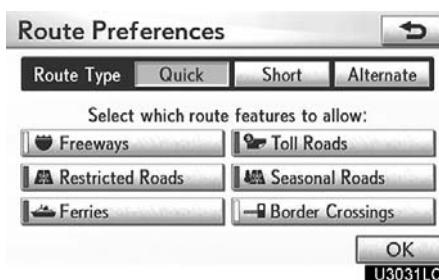 Route Preferences
Route Type Quick Short Alternate
Select which route features to allow:
Freeways Toll Roads
Restricted Roads Seasonal Roads
Ferries Border Crossings
OK
U3031LC